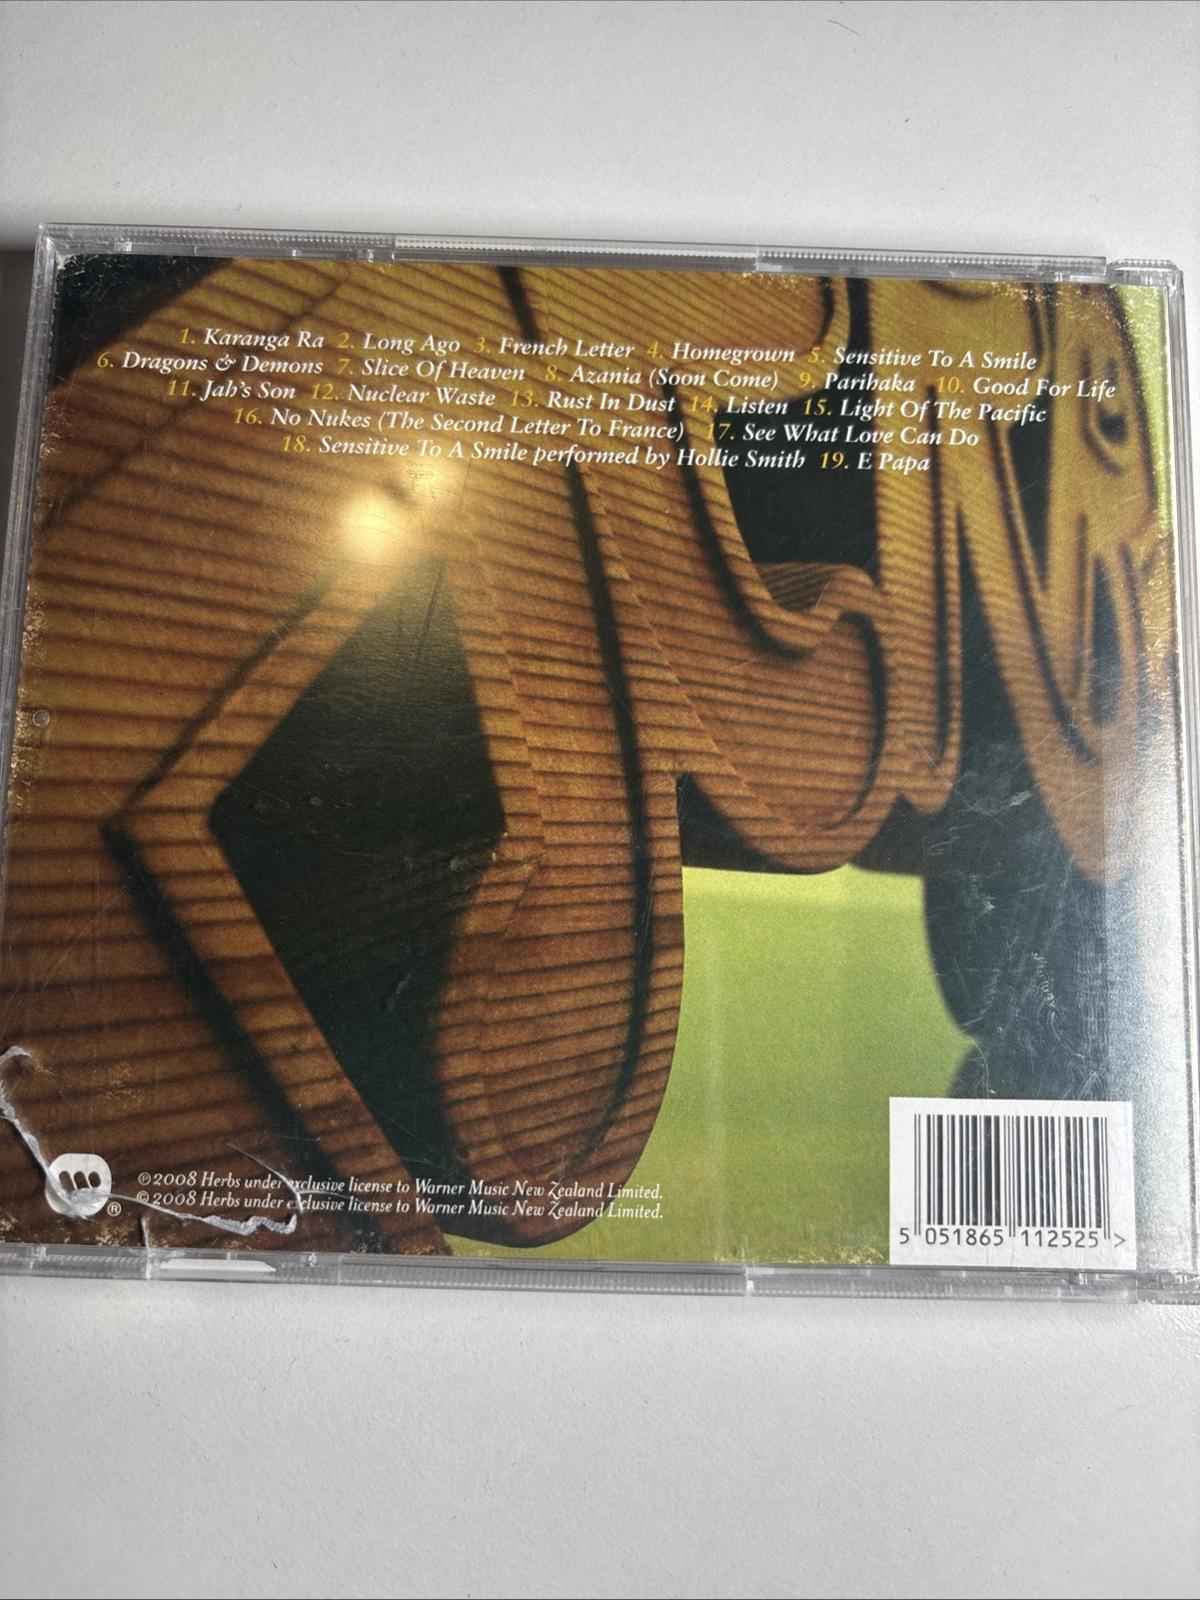 1. Karanga Ra 2. Long Ago 3. French Letter 4. Homegrown 5. Sensitive To A Smile
6. Dragons & Demons 7. Slice Of Heaven 8. Azania (Soon Come) 9. Parihaka 10. Good For Life
11. Jah's Son 12. Nuclear Waste 13. Rust In Dust 14. Listen 15. Light Of The Pacific
16. No Nukes (The Second Letter To France) 17. See What Love Can Do
18. Sensitive To A Smile performed by Hollie Smith 19. E Papa
®
℗2008 Herbs under exclusive license to Warner Music New Zealand Limited.
©2008 Herbs under exclusive license to Warner Music New Zealand Limited.
5 051865 112525 >